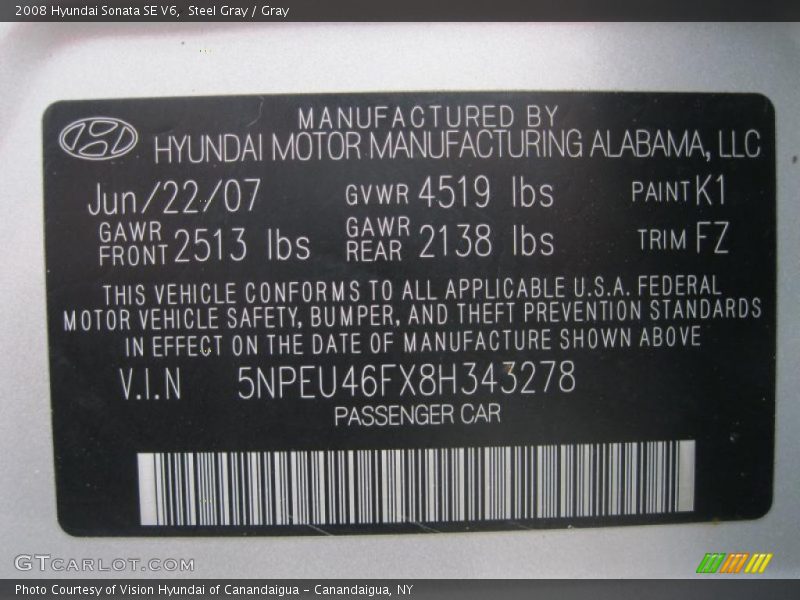 2008 Hyundai Sonata SE V6,  Steel Gray / Gray
MANUFACTURED BY
HYUNDAI MOTOR MANUFACTURING ALABAMA, LLC
Jun/22/07 GVWR 4519 lbs PAINT K1
GAWR FRONT 2513 lbs GAWR REAR 2138 lbs TRIM FZ
THIS VEHICLE CONFORMS TO ALL APPLICABLE U.S.A. FEDERAL
MOTOR VEHICLE SAFETY, BUMPER, AND THEFT PREVENTION STANDARDS
IN EFFECT ON THE DATE OF MANUFACTURE SHOWN ABOVE
V.I.N 5NPEU46FX8H343278
PASSENGER CAR
GTCARLOT.COM
Photo Courtesy of Vision Hyundai of Canandaigua - Canandaigua, NY